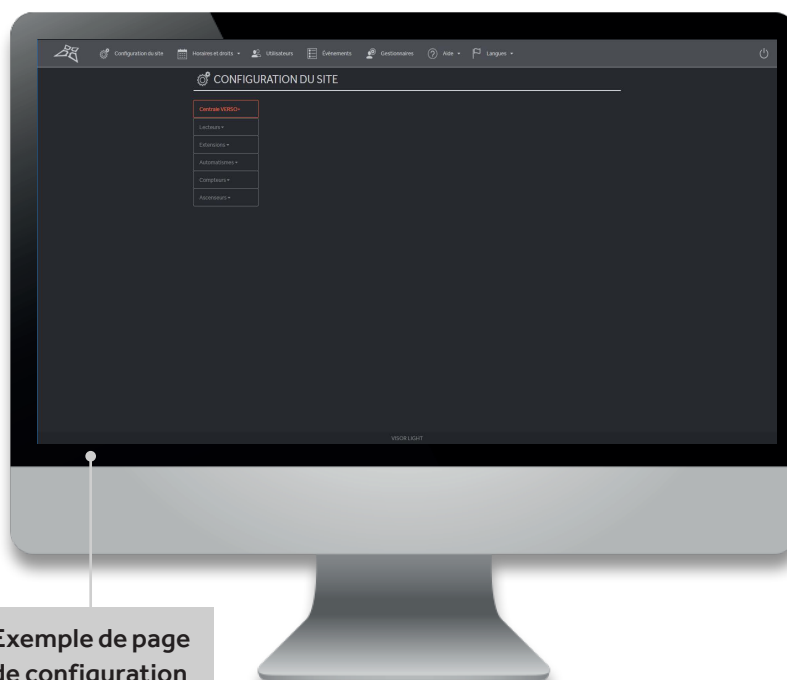 Configuration du site Horaires et droits Utilisateurs Évènements Gestionnaires Aide Langues
CONFIGURATION DU SITE
Centrale VERSO
Lecteurs
Extensions
Automatismes
Compteurs
Ascenseurs
VISOR LIGHT
Exemple de page
de configuration